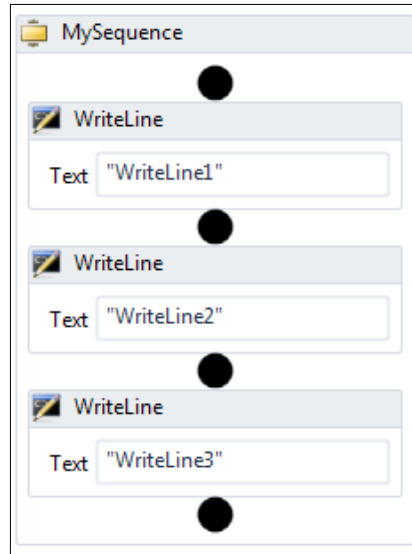 MySequence
WriteLine
Text "WriteLine1"
WriteLine
Text "WriteLine2"
WriteLine
Text "WriteLine3"